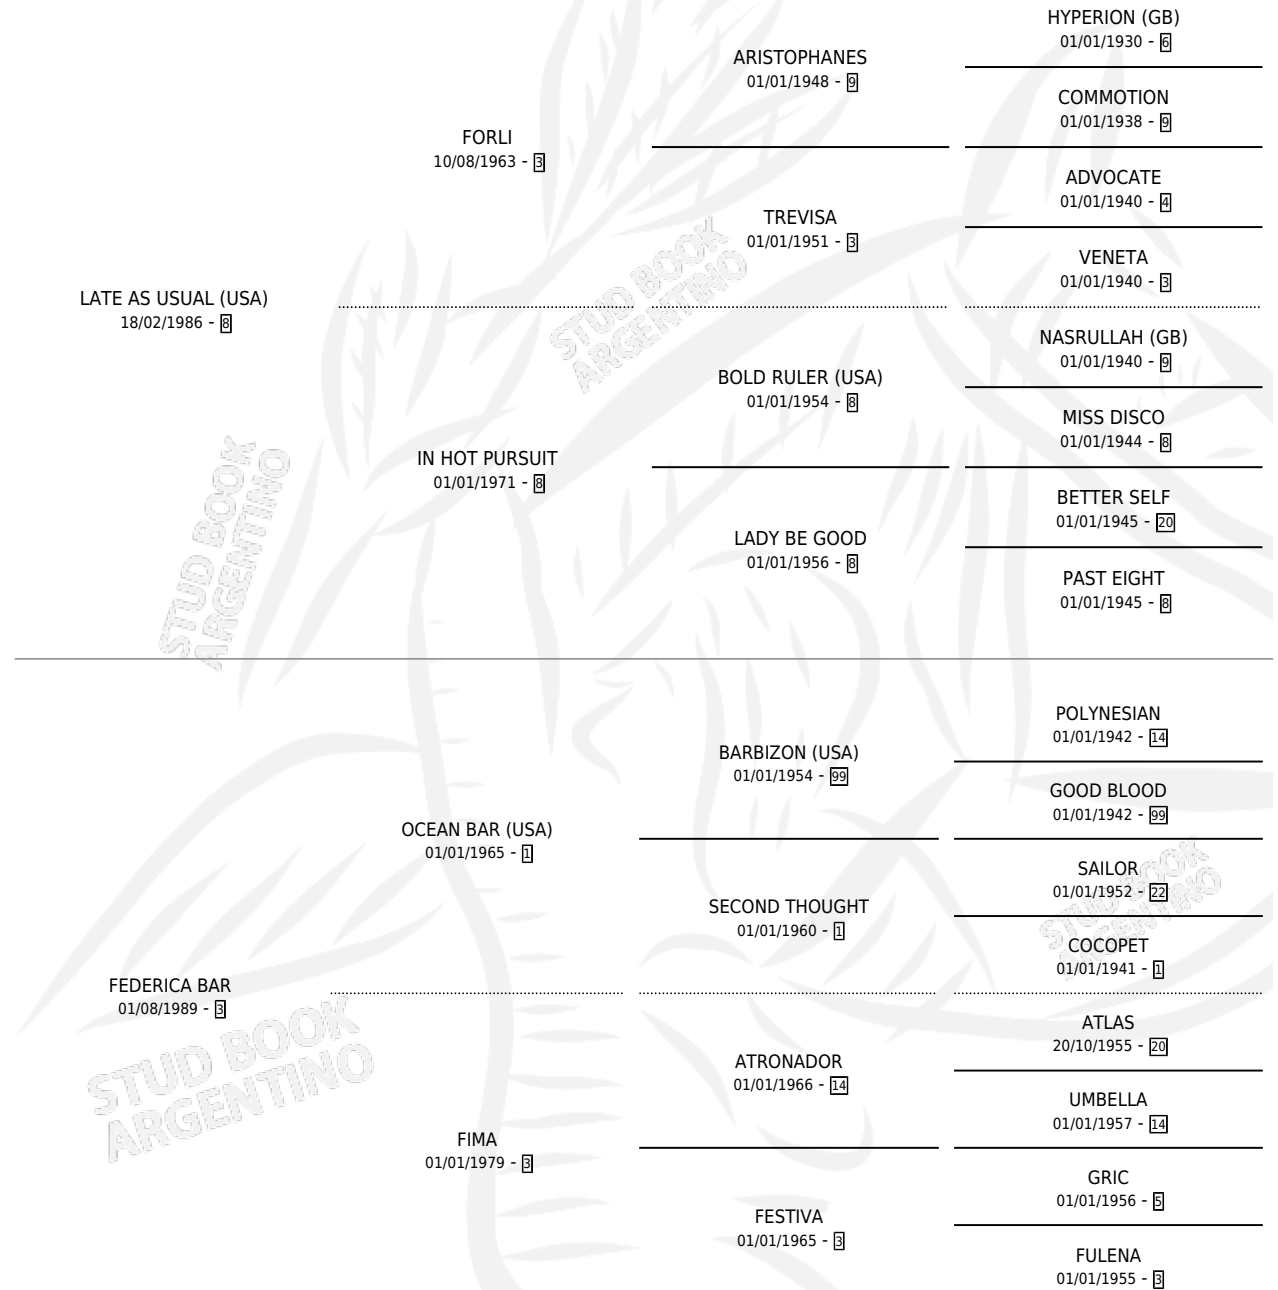 HYPERION (GB)
01/01/1930 - 6
ARISTOPHANES
01/01/1948 - 9
COMMOTION
01/01/1938 - 9
FORLI
10/08/1963 - 3
ADVOCATE
01/01/1940 - 4
TREVISA
01/01/1951 - 3
VENETA
01/01/1940 - 3
LATE AS USUAL (USA)
18/02/1986 - 8
NASRULLAH (GB)
01/01/1940 - 9
BOLD RULER (USA)
01/01/1954 - 8
MISS DISCO
01/01/1944 - 8
IN HOT PURSUIT
01/01/1971 - 8
BETTER SELF
01/01/1945 - 20
LADY BE GOOD
01/01/1956 - 8
PAST EIGHT
01/01/1945 - 8
STUD BOOK
ARGENTINO
STUD BOOK
ARGENTINO
POLYNESIAN
01/01/1942 - 14
BARBIZON (USA)
01/01/1954 - 99
GOOD BLOOD
01/01/1942 - 99
OCEAN BAR (USA)
01/01/1965 - 1
SAILOR
01/01/1952 - 22
SECOND THOUGHT
01/01/1960 - 1
COCOPET
01/01/1941 - 1
STUD BOOK
ARGENTINO
FEDERICA BAR
01/08/1989 - 3
ATLAS
20/10/1955 - 20
ATRONADOR
01/01/1966 - 14
UMBELLA
01/01/1957 - 14
FIMA
01/01/1979 - 3
GRIC
01/01/1956 - 5
FESTIVA
01/01/1965 - 3
FULENA
01/01/1955 - 3
STUD BOOK
ARGENTINO